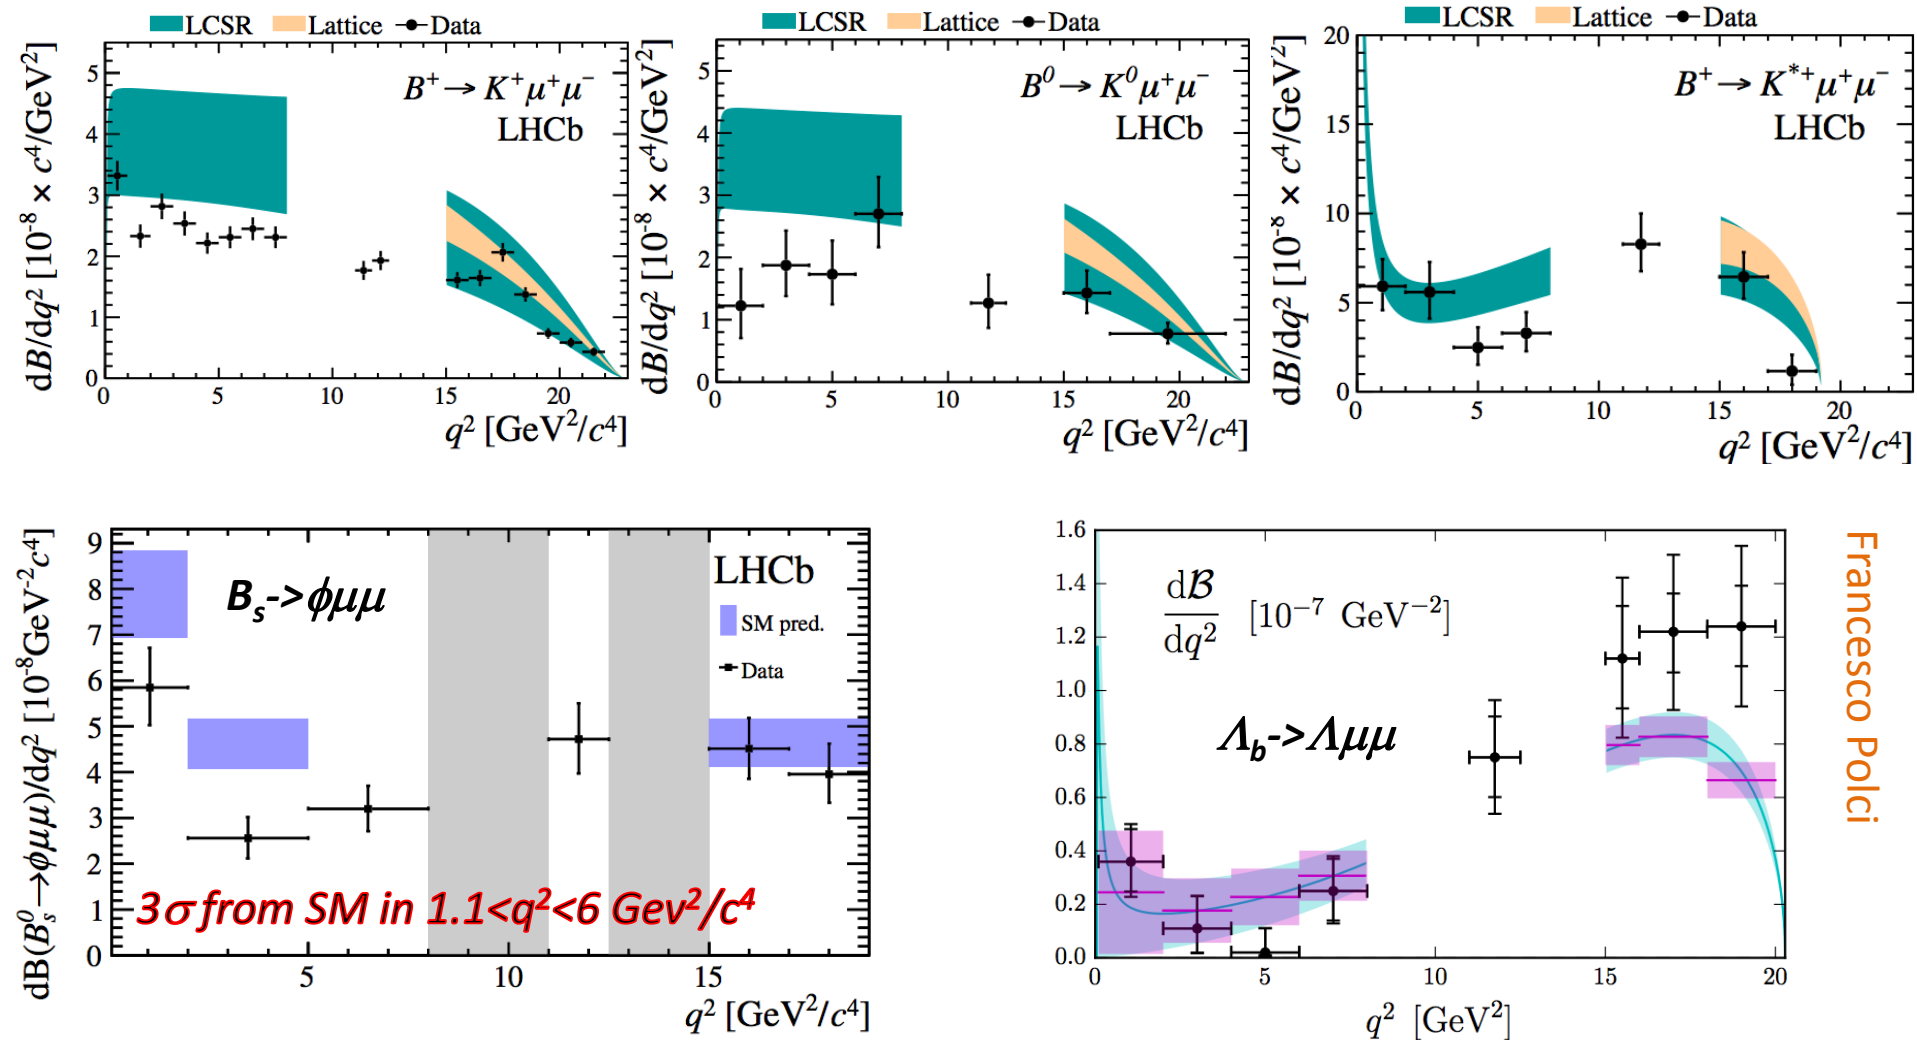 LCSR Lattice Data
dB/dq² [10⁻⁸ × c⁴/GeV²]
B⁺ → K⁺μ⁺μ⁻
LHCb
5
4
3
2
1
0
0 5 10 15 20
q² [GeV²/c⁴]
LCSR Lattice Data
dB/dq² [10⁻⁸ × c⁴/GeV²]
B⁰ → K⁰μ⁺μ⁻
LHCb
5
4
3
2
1
0
0 5 10 15 20
q² [GeV²/c⁴]
LCSR Lattice Data
dB/dq² [10⁻⁸ × c⁴/GeV²]
B⁺ → K*⁺μ⁺μ⁻
LHCb
20
15
10
5
0
0 5 10 15 20
q² [GeV²/c⁴]
dB(B⁰ₛ→ϕμμ)/dq² [10⁻⁸GeV⁻²c⁴]
Bₛ->ϕμμ
LHCb
SM pred.
Data
9
8
7
6
5
4
3
2
1
0
3σ from SM in 1.1<q²<6 Gev²/c⁴
5 10 15
q² [GeV²/c⁴]
dℬ/dq² [10⁻⁷ GeV⁻²]
Λb->Λμμ
1.6
1.4
1.2
1.0
0.8
0.6
0.4
0.2
0.0
0 5 10 15 20
q² [GeV²]
Francesco Polci